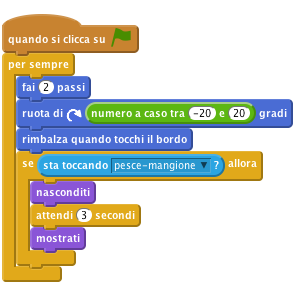 quando si clicca su
per sempre
fai 2 passi
ruota di numero a caso tra -20 e 20 gradi
rimbalza quando tocchi il bordo
se sta toccando pesce-mangione ? allora
nasconditi
attendi 3 secondi
mostrati